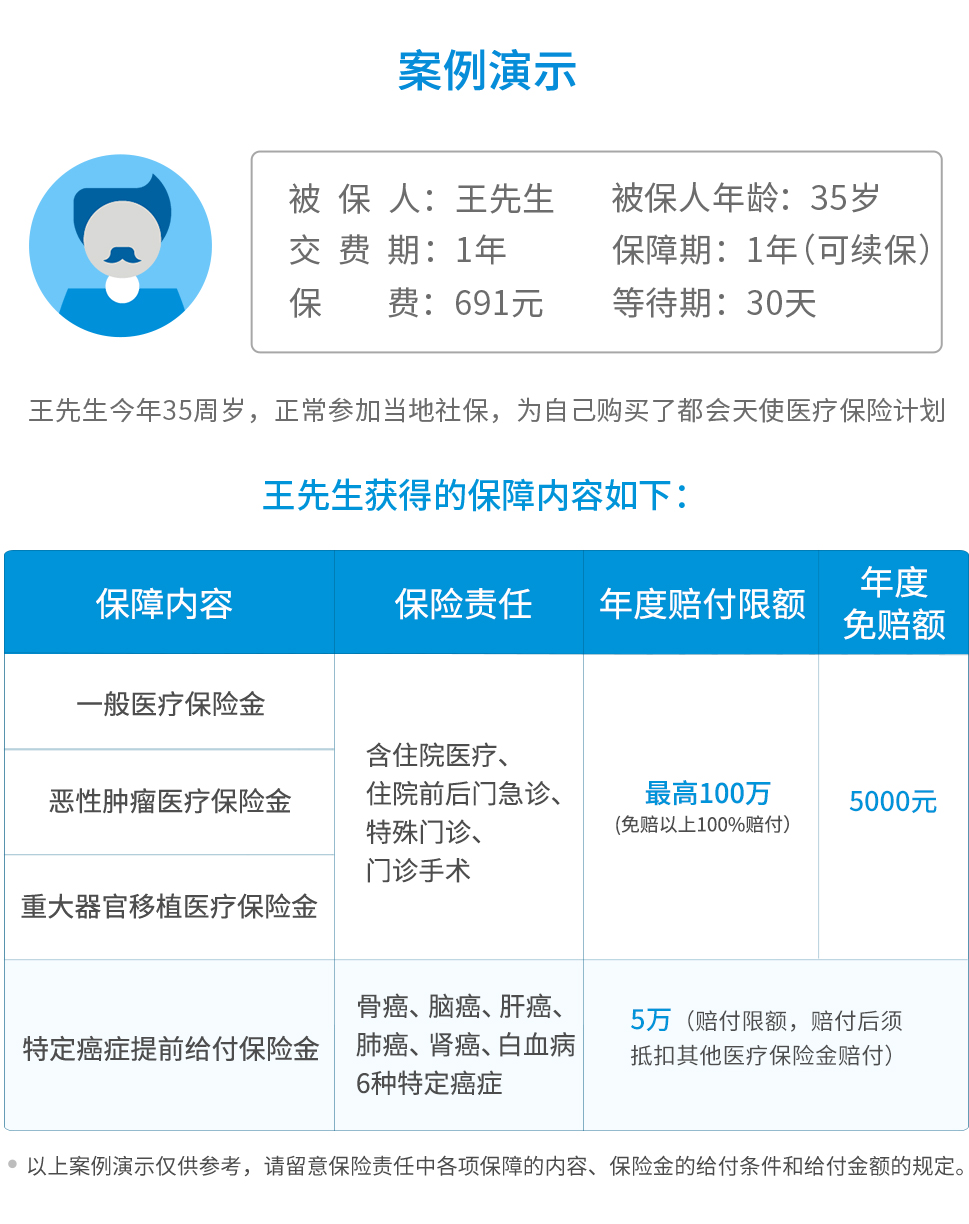 案例演示
被保人：王先生 被保人年龄：35岁
交费期：1年 保障期：1年（可续保）
保费：691元 等待期：30天
王先生今年35周岁，正常参加当地社保，为自己购买了都会天使医疗保险计划
王先生获得的保障内容如下：
保障内容 保险责任 年度赔付限额 年度
免赔额
一般医疗保险金
恶性肿瘤医疗保险金
重大器官移植医疗保险金
含住院医疗、
住院前后门急诊、
特殊门诊、
门诊手术
最高100万
(免赔以上100%赔付）
5000元
特定癌症提前给付保险金
骨癌、脑癌、肝癌、
肺癌、肾癌、白血病
6种特定癌症
5万（赔付限额，赔付后须
抵扣其他医疗保险金赔付）
以上案例演示仅供参考，请留意保险责任中各项保障的内容、保险金的给付条件和给付金额的规定。